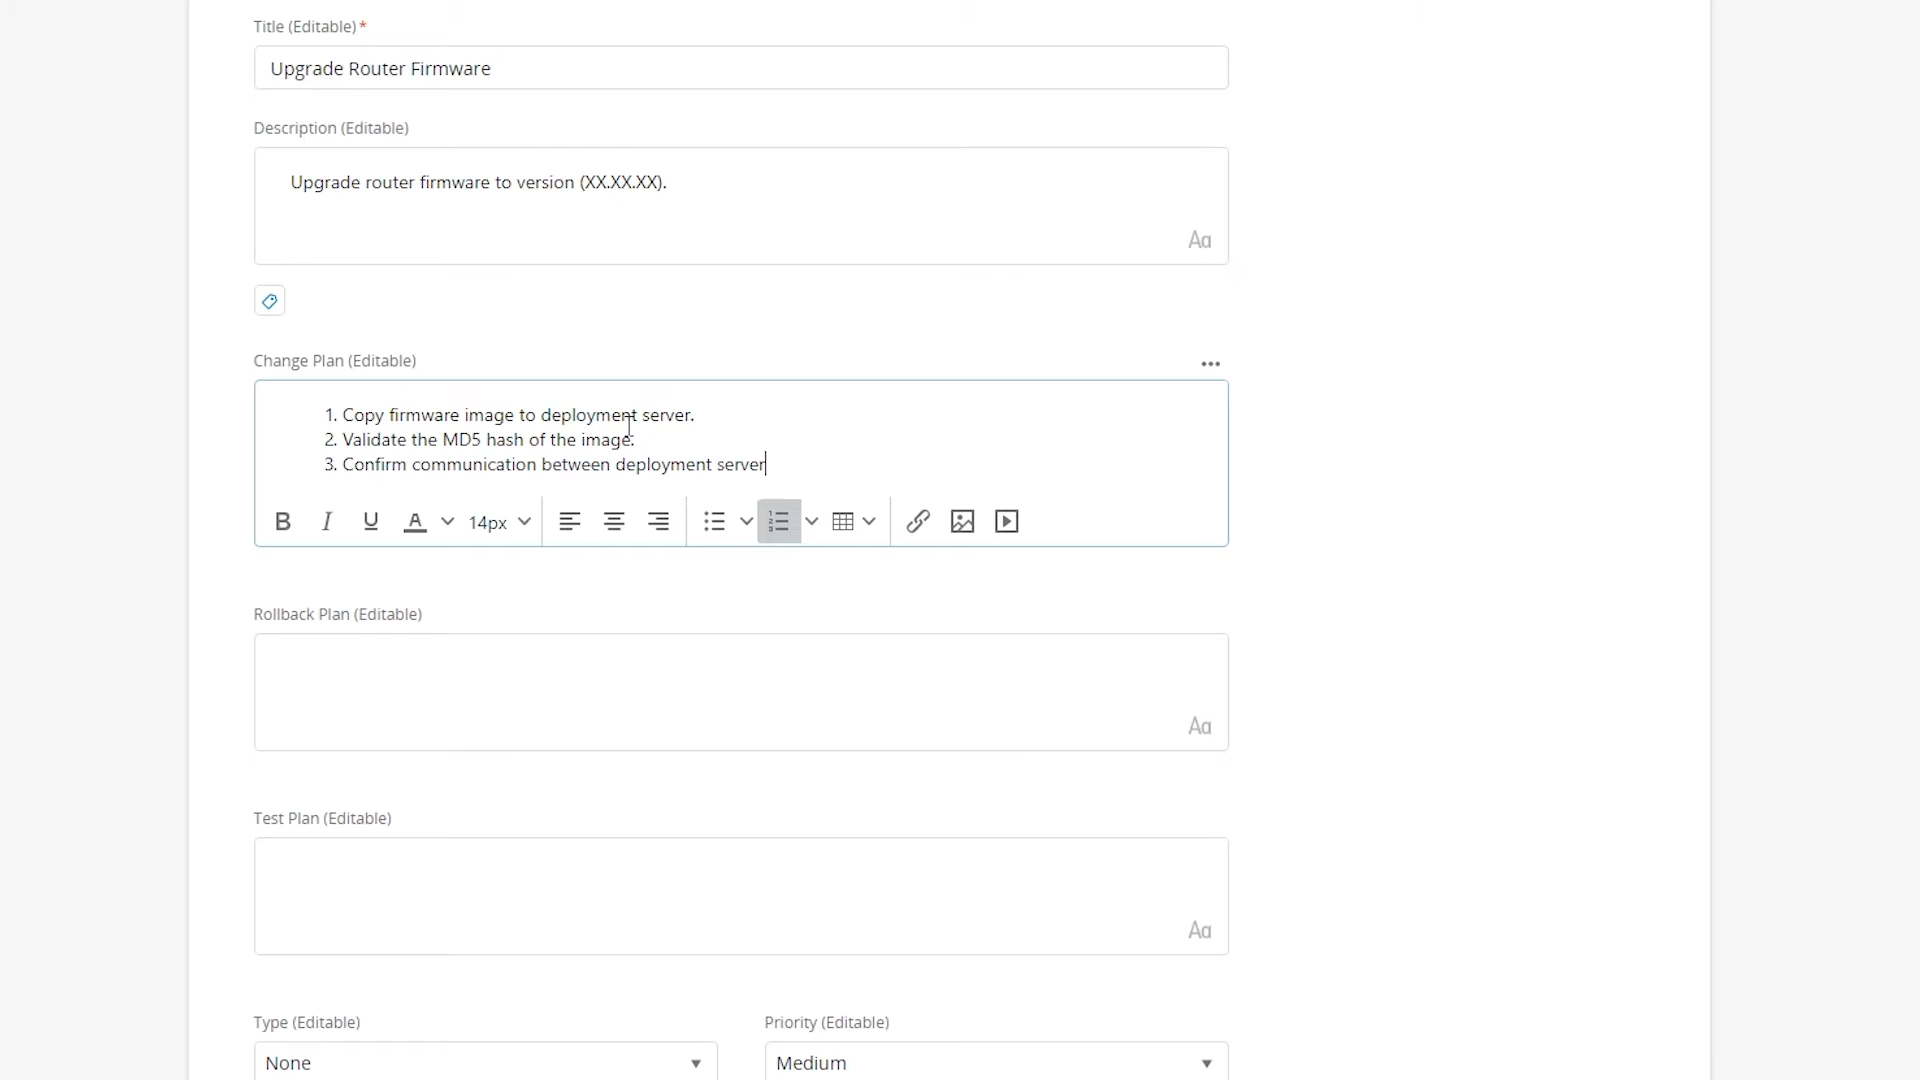 Title (Editable)*
Upgrade Router Firmware
Description (Editable)
Upgrade router firmware to version (XX.XX.XX).
Aa
Change Plan (Editable)
1. Copy firmware image to deployment server.
2. Validate the MD5 hash of the image.
3. Confirm communication between deployment server
B I U A 14px
Rollback Plan (Editable)
Aa
Test Plan (Editable)
Aa
Type (Editable) Priority (Editable)
None Medium